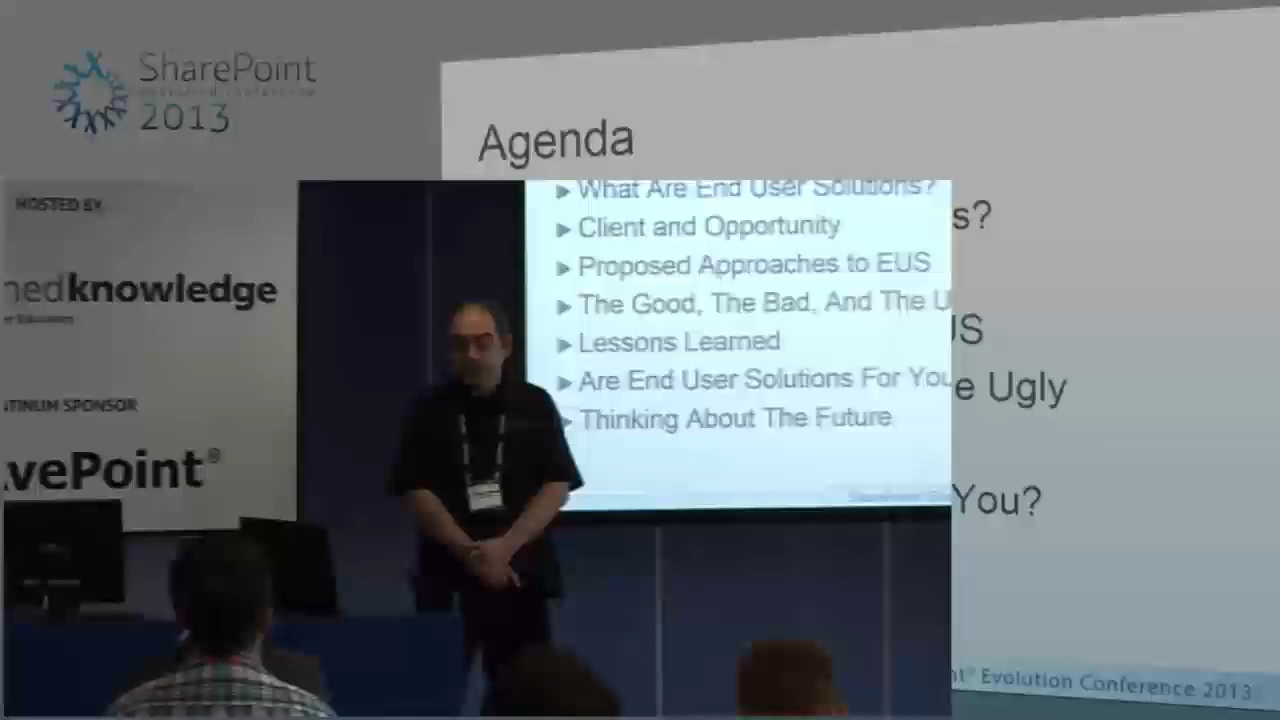 SharePoint
2013
Agenda
HOSTED BY
nedknowledge
ATINUM SPONSOR
vePoint®
What Are End User Solutions?
Client and Opportunity
Proposed Approaches to EUS
The Good, The Bad, And The U
Lessons Learned
Are End User Solutions For You
Thinking About The Future
s?
US
e Ugly
You?
nt® Evolution Conference 2013